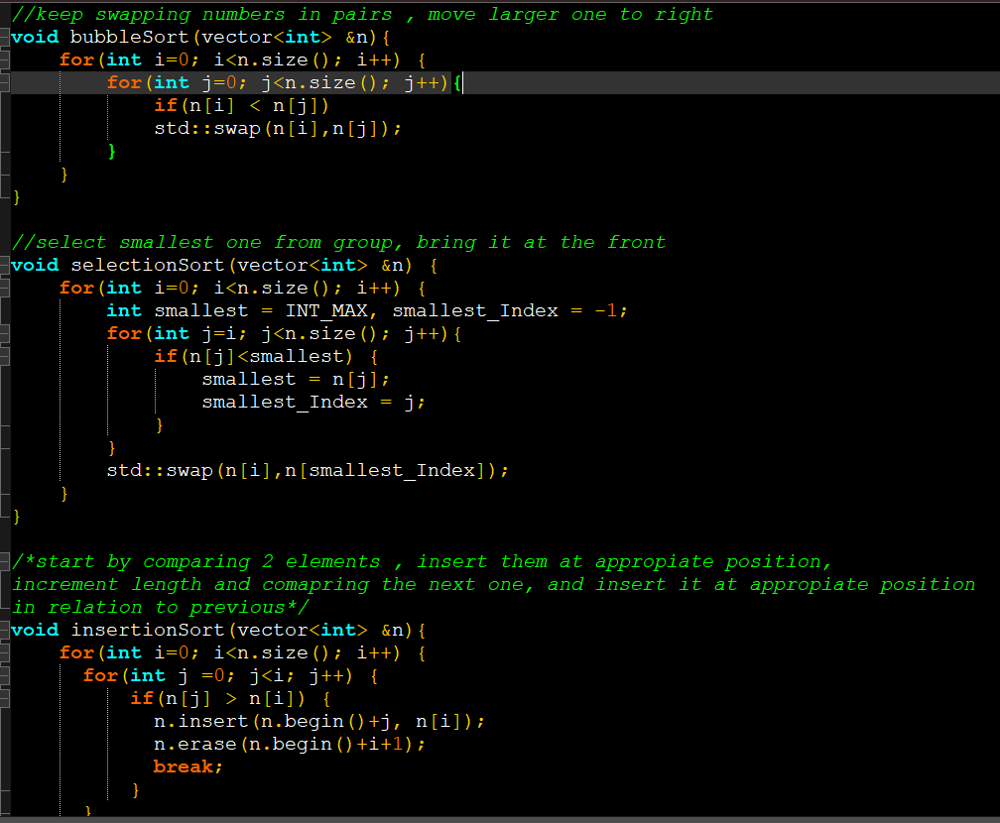 //keep swapping numbers in pairs , move larger one to right
void bubbleSort(vector<int> &n){
    for(int i=0; i<n.size(); i++) {
        for(int j=0; j<n.size(); j++){
            if(n[i] < n[j])
            std::swap(n[i],n[j]);
        }
    }
}

//select smallest one from group, bring it at the front
void selectionSort(vector<int> &n) {
    for(int i=0; i<n.size(); i++) {
        int smallest = INT_MAX, smallest_Index = -1;
        for(int j=i; j<n.size(); j++){
            if(n[j]<smallest) {
                smallest = n[j];
                smallest_Index = j;
            }
        }
        std::swap(n[i],n[smallest_Index]);
    }
}

/*start by comparing 2 elements , insert them at appropiate position,
increment length and comapring the next one, and insert it at appropiate position
in relation to previous*/
void insertionSort(vector<int> &n){
    for(int i=0; i<n.size(); i++) {
      for(int j =0; j<i; j++) {
          if(n[j] > n[i]) {
            n.insert(n.begin()+j, n[i]);
            n.erase(n.begin()+i+1);
            break;
          }
      }